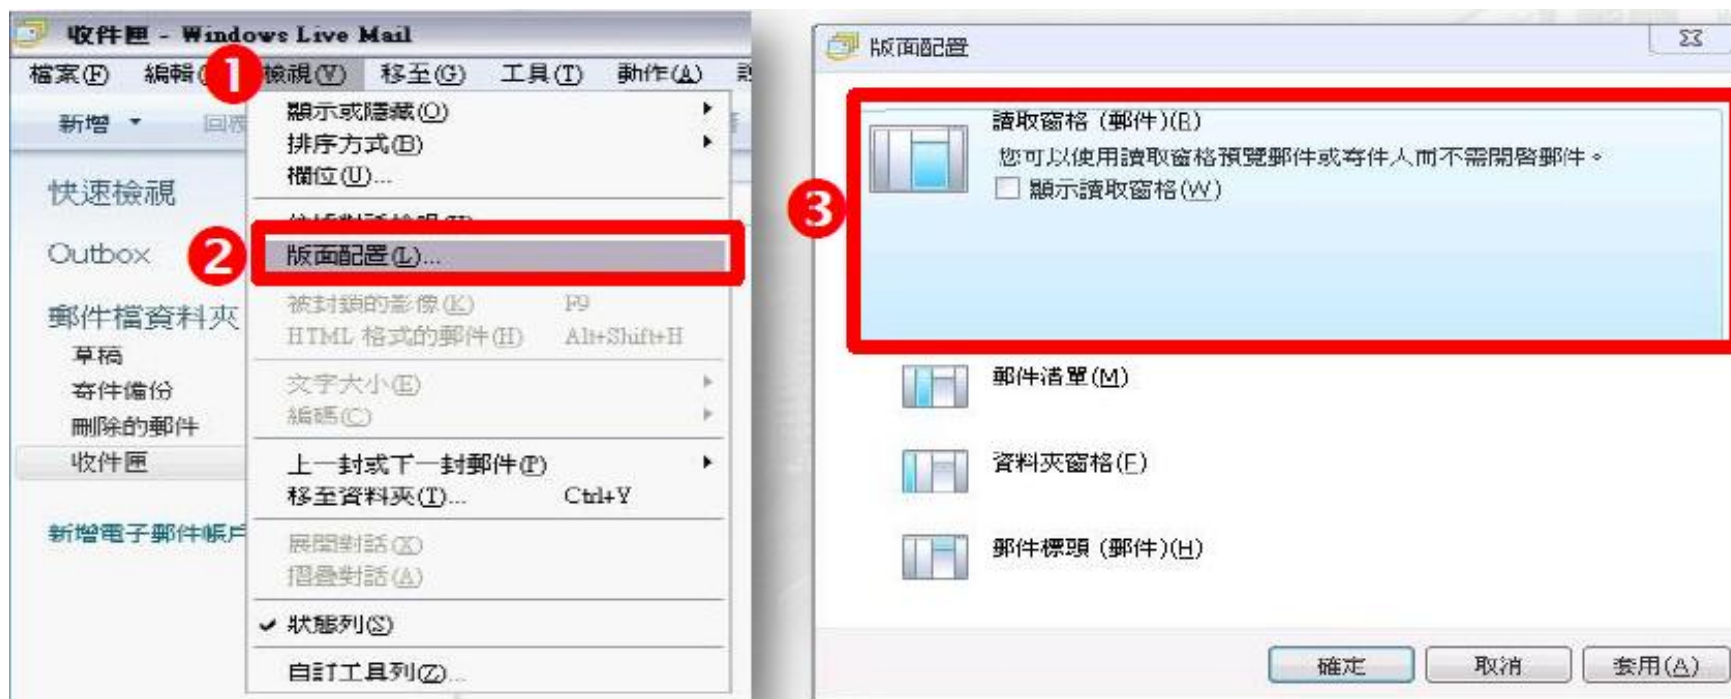 收件匣 - Windows Live Mail
檔案(F) 編輯( 檢視(V) 移至(G) 工具(T) 動作(A)
1
新增
顯示或隱藏(O)
排序方式(B)
欄位(U)...
快速檢視
Outbox
2
版面配置(L)...
被封鎖的影像(K) F9
HTML 格式的郵件(H) Alt+Shift+H
郵件檔資料夾
草稿
寄件備份
刪除的郵件
收件匣
文字大小(E)
編碼(C)
上一封或下一封郵件(P)
移至資料夾(T)... Ctrl+Y
新增電子郵件帳戶
展開對話(X)
摺疊對話(A)
狀態列(S)
自訂工具列(Z)...
版面配置
3
讀取窗格 (郵件)(R)
您可以使用讀取窗格預覽郵件或寄件人而不需開啓郵件。
顯示讀取窗格(W)
郵件清單(M)
資料夾窗格(F)
郵件標頭 (郵件)(H)
確定 取消 套用(A)